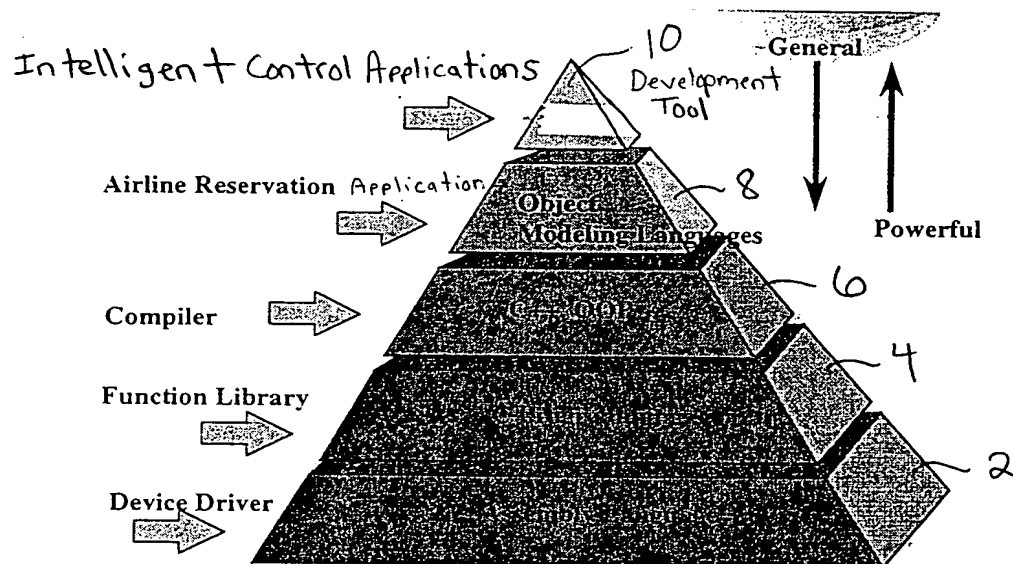 10
General
Intelligent Control Applications
Development
Tool
Airline Reservation Application
8
Object
Modeling Languages
Powerful
6
Compiler
C++, OOP
4
Function Library
2
Device Driver